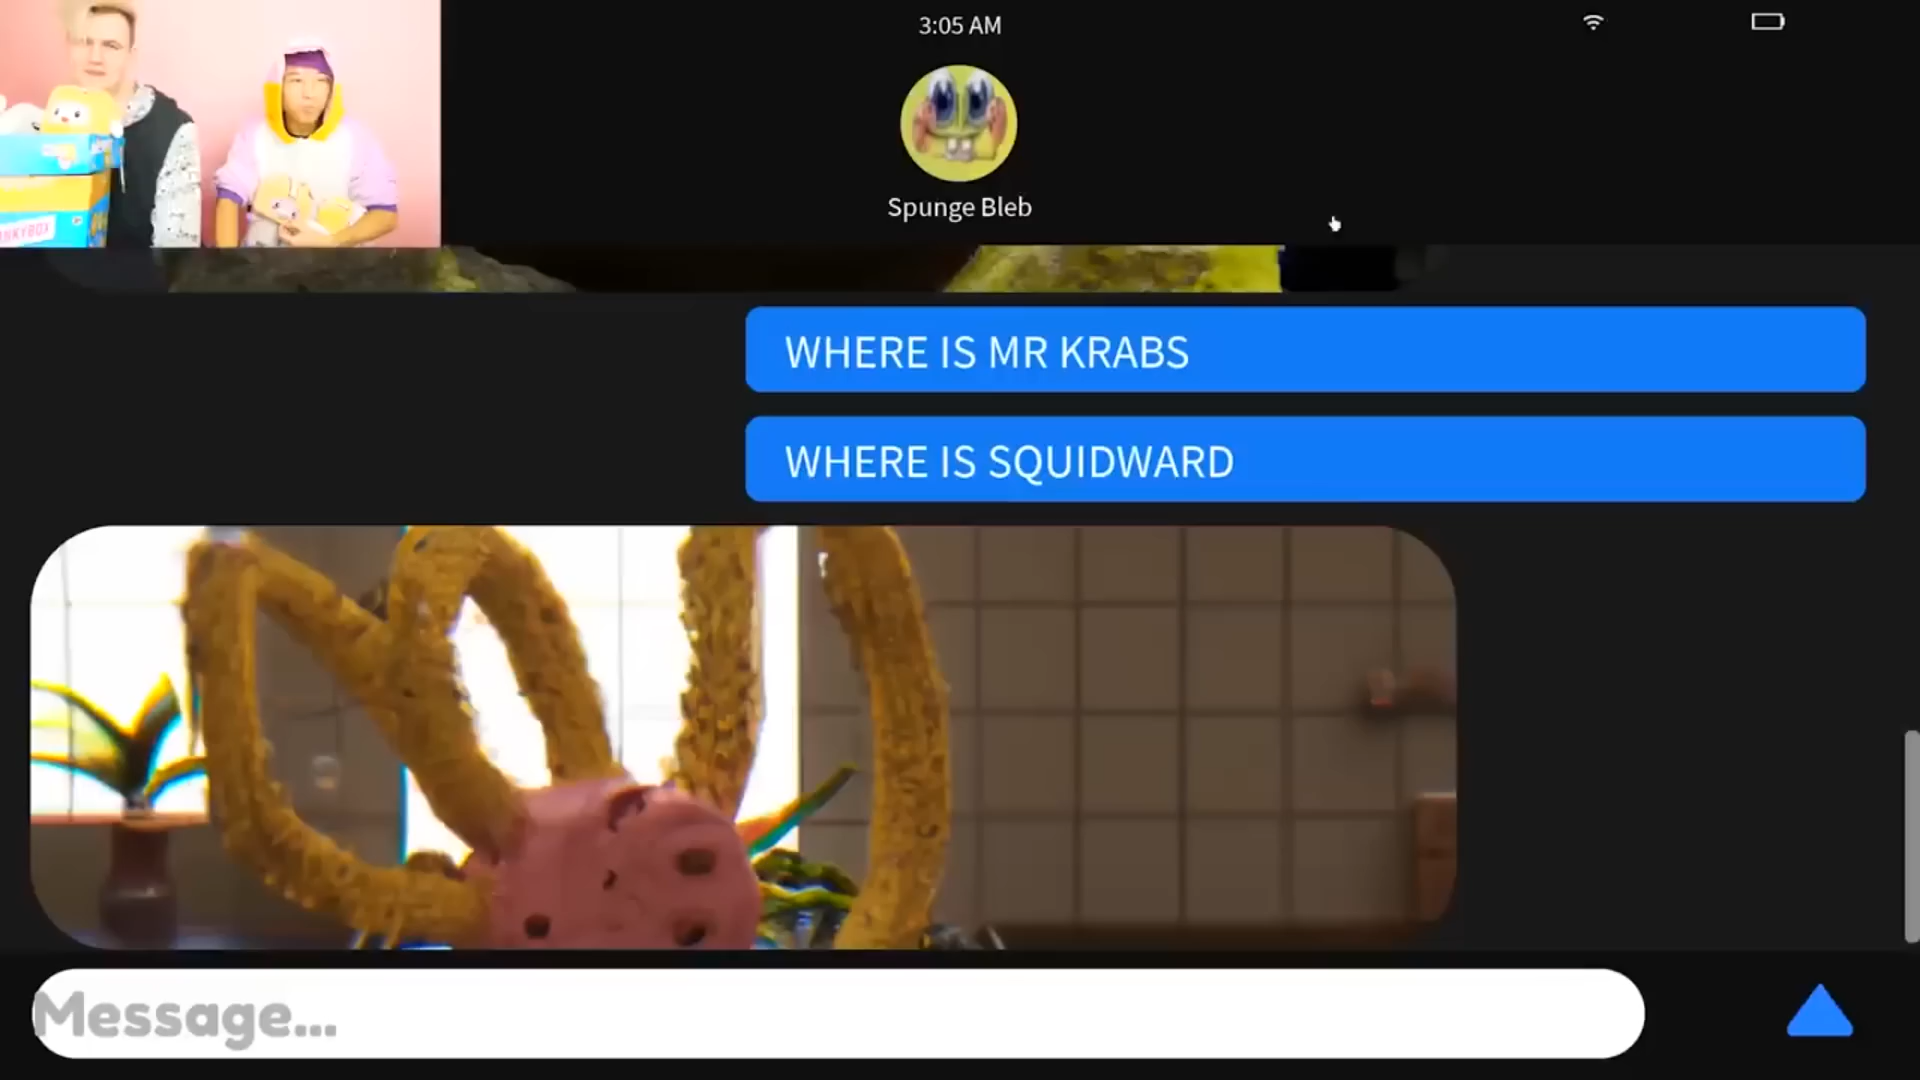 3:05 AM
Spunge Bleb
WHERE IS MR KRABS
WHERE IS SQUIDWARD
Message...